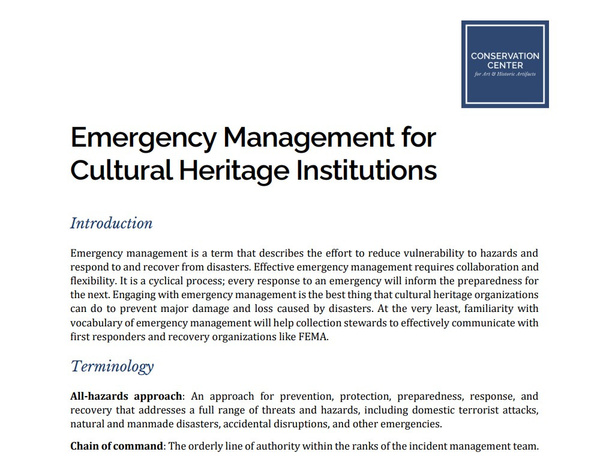 CONSERVATION
CENTER
for Art & Historic Artifacts
Emergency Management for
Cultural Heritage Institutions
Introduction
Emergency management is a term that describes the effort to reduce vulnerability to hazards and
respond to and recover from disasters. Effective emergency management requires collaboration and
flexibility. It is a cyclical process; every response to an emergency will inform the preparedness for
the next. Engaging with emergency management is the best thing that cultural heritage organizations
can do to prevent major damage and loss caused by disasters. At the very least, familiarity with
vocabulary of emergency management will help collection stewards to effectively communicate with
first responders and recovery organizations like FEMA.
Terminology
All-hazards approach: An approach for prevention, protection, preparedness, response, and
recovery that addresses a full range of threats and hazards, including domestic terrorist attacks,
natural and manmade disasters, accidental disruptions, and other emergencies.
Chain of command: The orderly line of authority within the ranks of the incident management team.